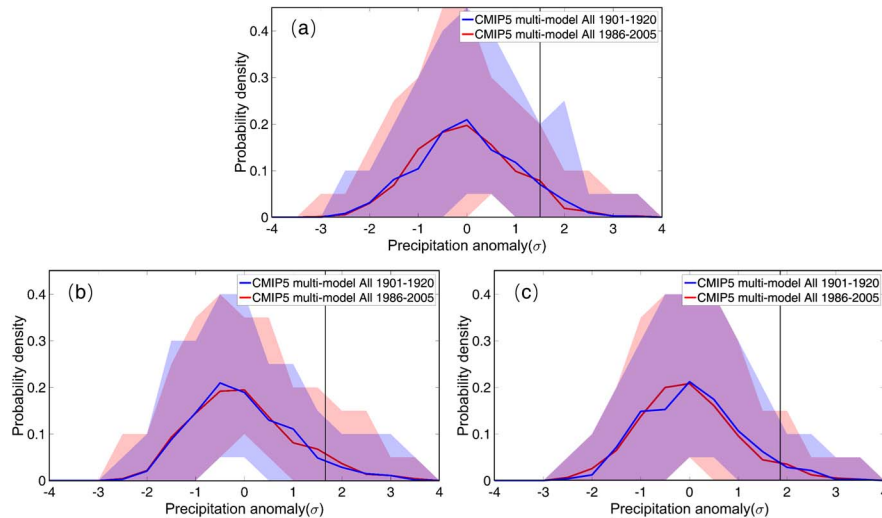 (a)
CMIP5 multi-model All 1901-1920
CMIP5 multi-model All 1986-2005
Probability density
0.4
0.3
0.2
0.1
0
-4 -3 -2 -1 0 1 2 3 4
Precipitation anomaly(σ)
(b)
CMIP5 multi-model All 1901-1920
CMIP5 multi-model All 1986-2005
Probability density
0.4
0.3
0.2
0.1
0
-4 -3 -2 -1 0 1 2 3 4
Precipitation anomaly(σ)
(c)
CMIP5 multi-model All 1901-1920
CMIP5 multi-model All 1986-2005
Probability density
0.4
0.3
0.2
0.1
0
-4 -3 -2 -1 0 1 2 3 4
Precipitation anomaly(σ)